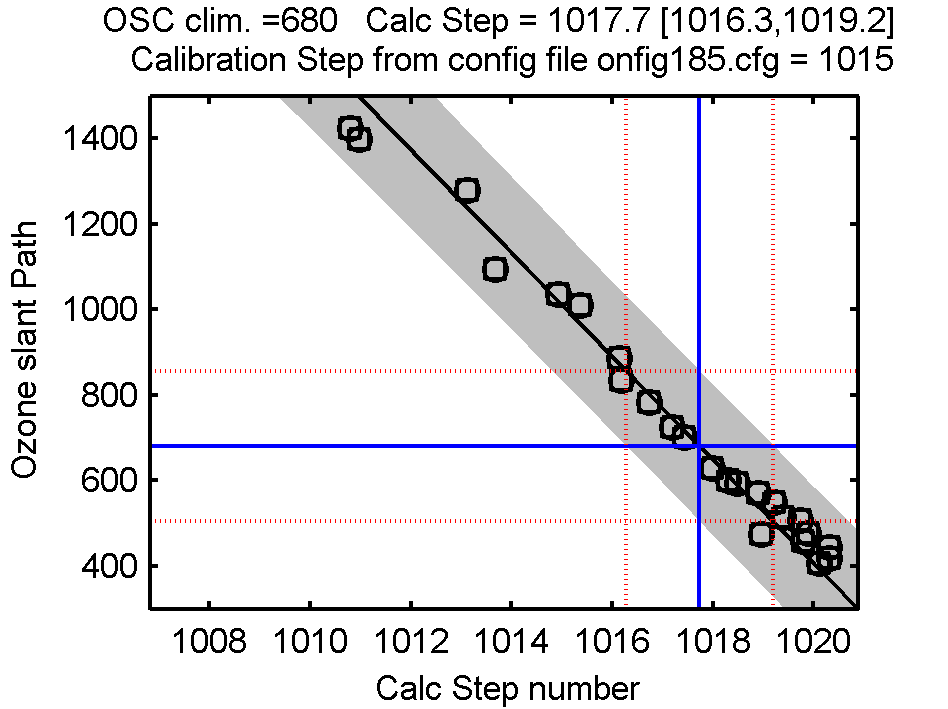 OSC clim. =680 Calc Step = 1017.7 [1016.3,1019.2]
Calibration Step from config file onfig185.cfg = 1015
1400
1200
1000
800
600
400
Ozone slant Path
1008 1010 1012 1014 1016 1018 1020
Calc Step number